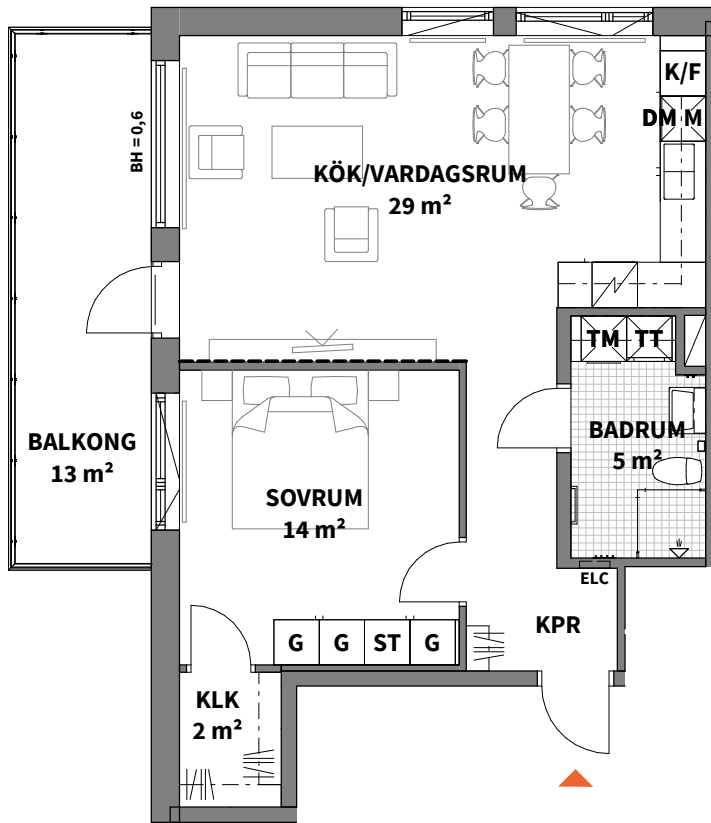 K/F
DM M
BH = 0,6
KÖK/VARDAGSRUM
29 m²
TM
TT
BALKONG
13 m²
BADRUM
5 m²
SOVRUM
14 m²
ELC
G
G
ST
G
KPR
KLK
2 m²